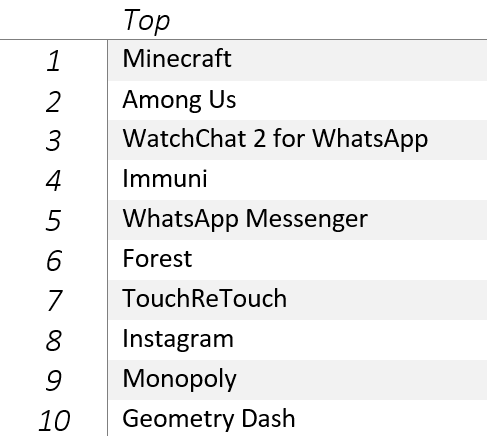 Top
1 Minecraft
2 Among Us
3 WatchChat 2 for WhatsApp
4 Immuni
5 WhatsApp Messenger
6 Forest
7 TouchReTouch
8 Instagram
9 Monopoly
10 Geometry Dash